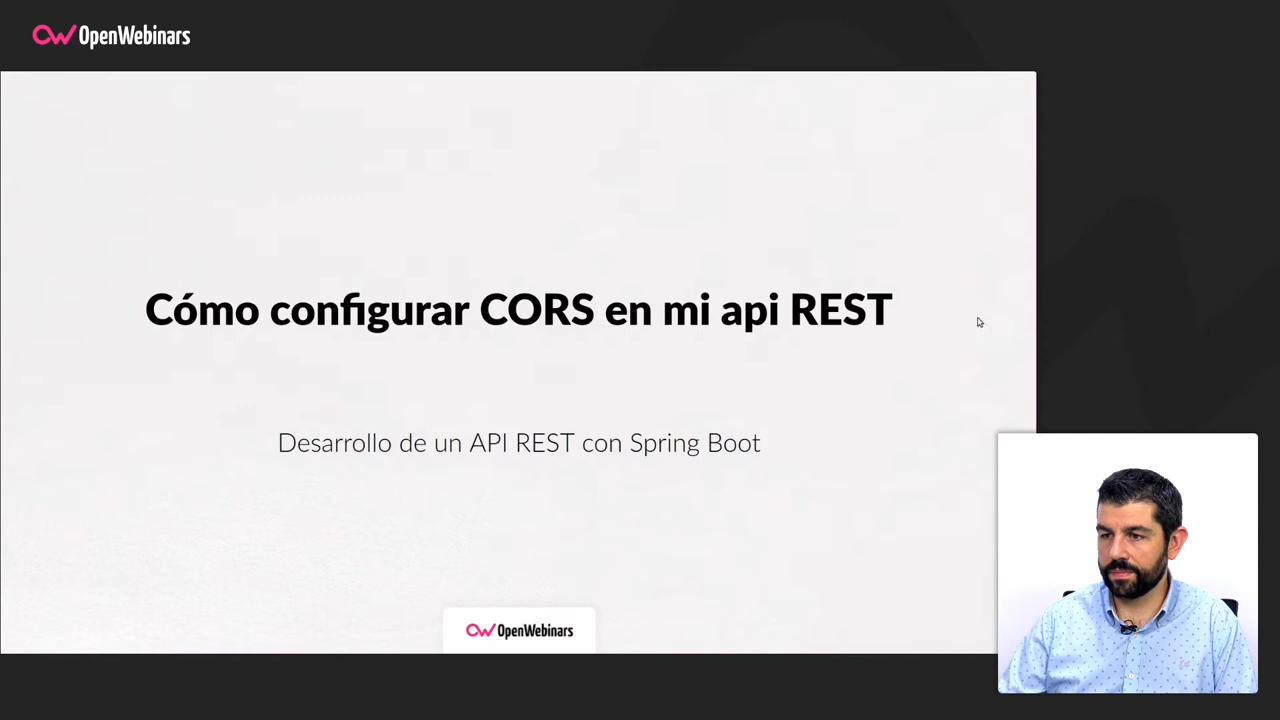 OpenWebinars
Cómo configurar CORS en mi api REST
Desarrollo de un API REST con Spring Boot
OpenWebinars